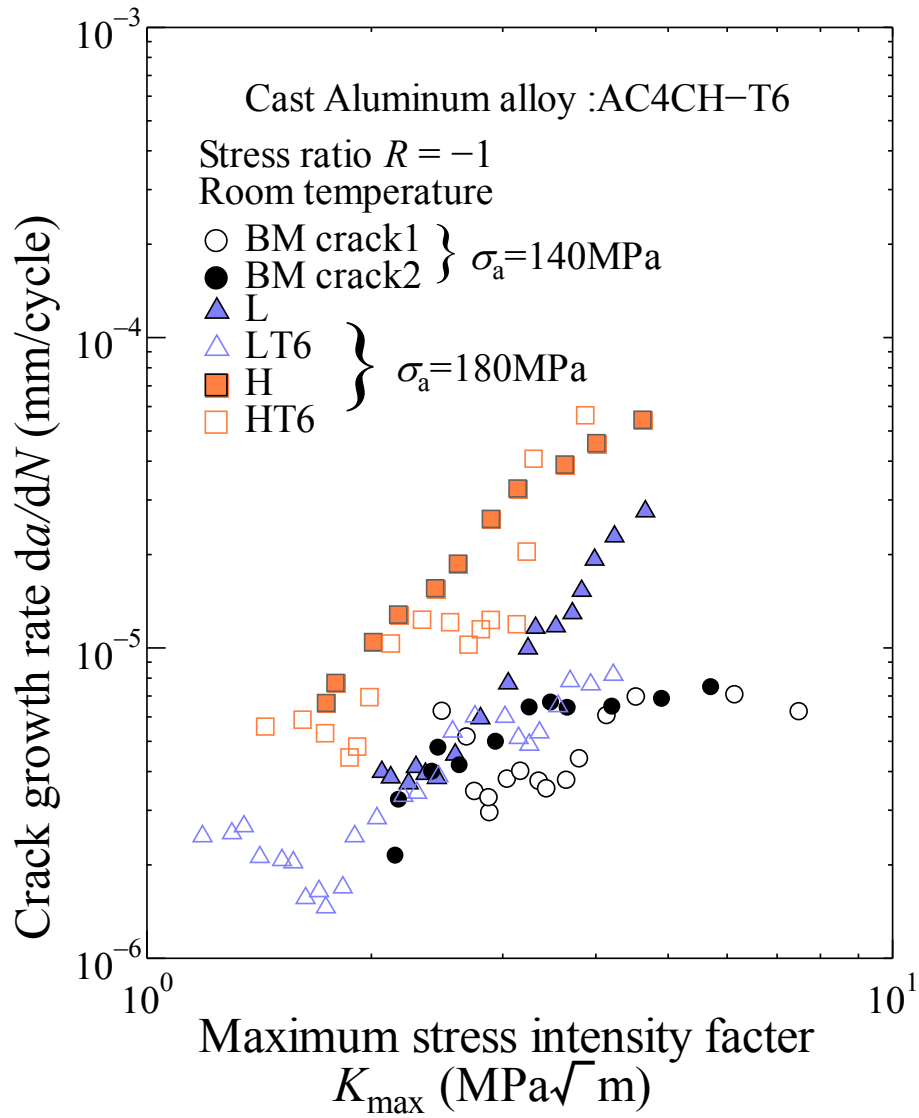 10⁻³
Cast Aluminum alloy :AC4CH−T6
Stress ratio R = −1
Room temperature
BM crack1
BM crack2
} σa=140MPa
L
LT6
H
HT6
} σa=180MPa
10⁻⁴
10⁻⁵
10⁻⁶
Crack growth rate da/dN (mm/cycle)
10⁰
10¹
Maximum stress intensity facter
Kmax (MPa√m)